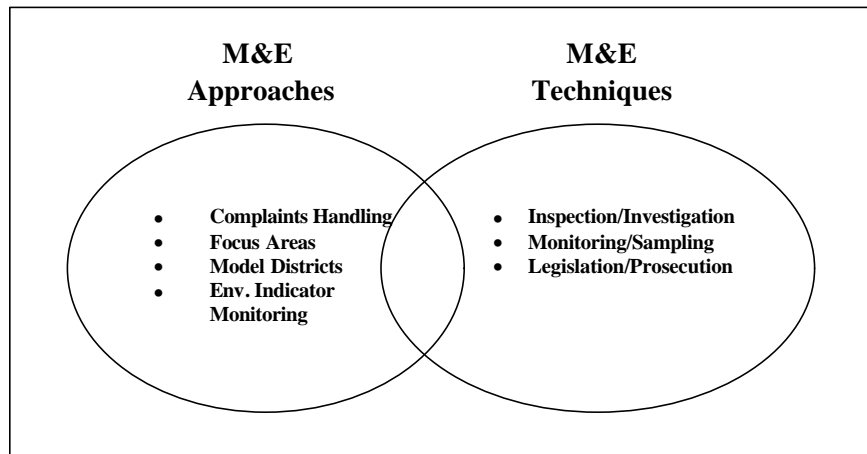 M&E
Approaches
M&E
Techniques
• Complaints Handling
• Focus Areas
• Model Districts
• Env. Indicator
Monitoring
• Inspection/Investigation
• Monitoring/Sampling
• Legislation/Prosecution